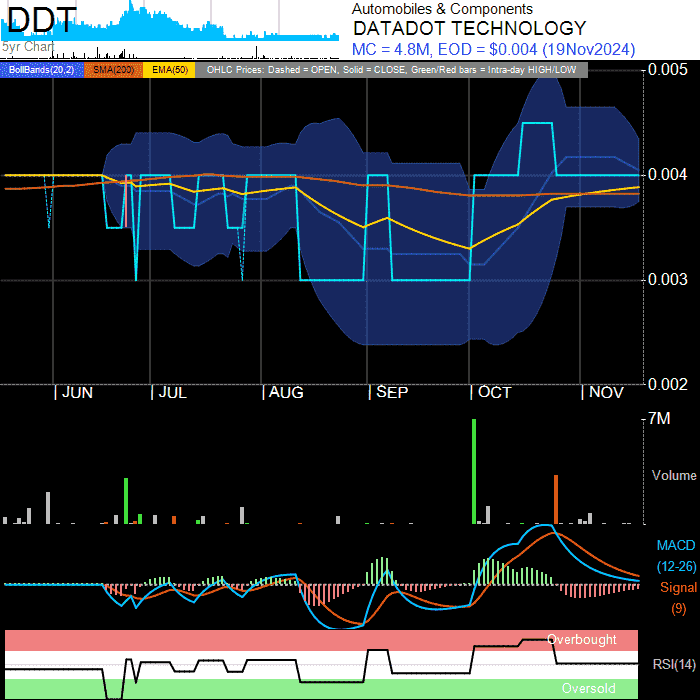 DDT
5yr Chart
Automobiles & Components
DATADOT TECHNOLOGY
MC = 4.8M, EOD = $0.004 (19Nov2024)
BollBands(20,2) SMA(200) EMA(50) OHLC Prices: Dashed = OPEN, Solid = CLOSE, Green/Red bars = Intra-day HIGH/LOW
0.005
0.004
0.003
0.002
JUN JUL AUG SEP OCT NOV
7M
Volume
MACD
(12-26)
Signal
(9)
Overbought
RSI(14)
Oversold